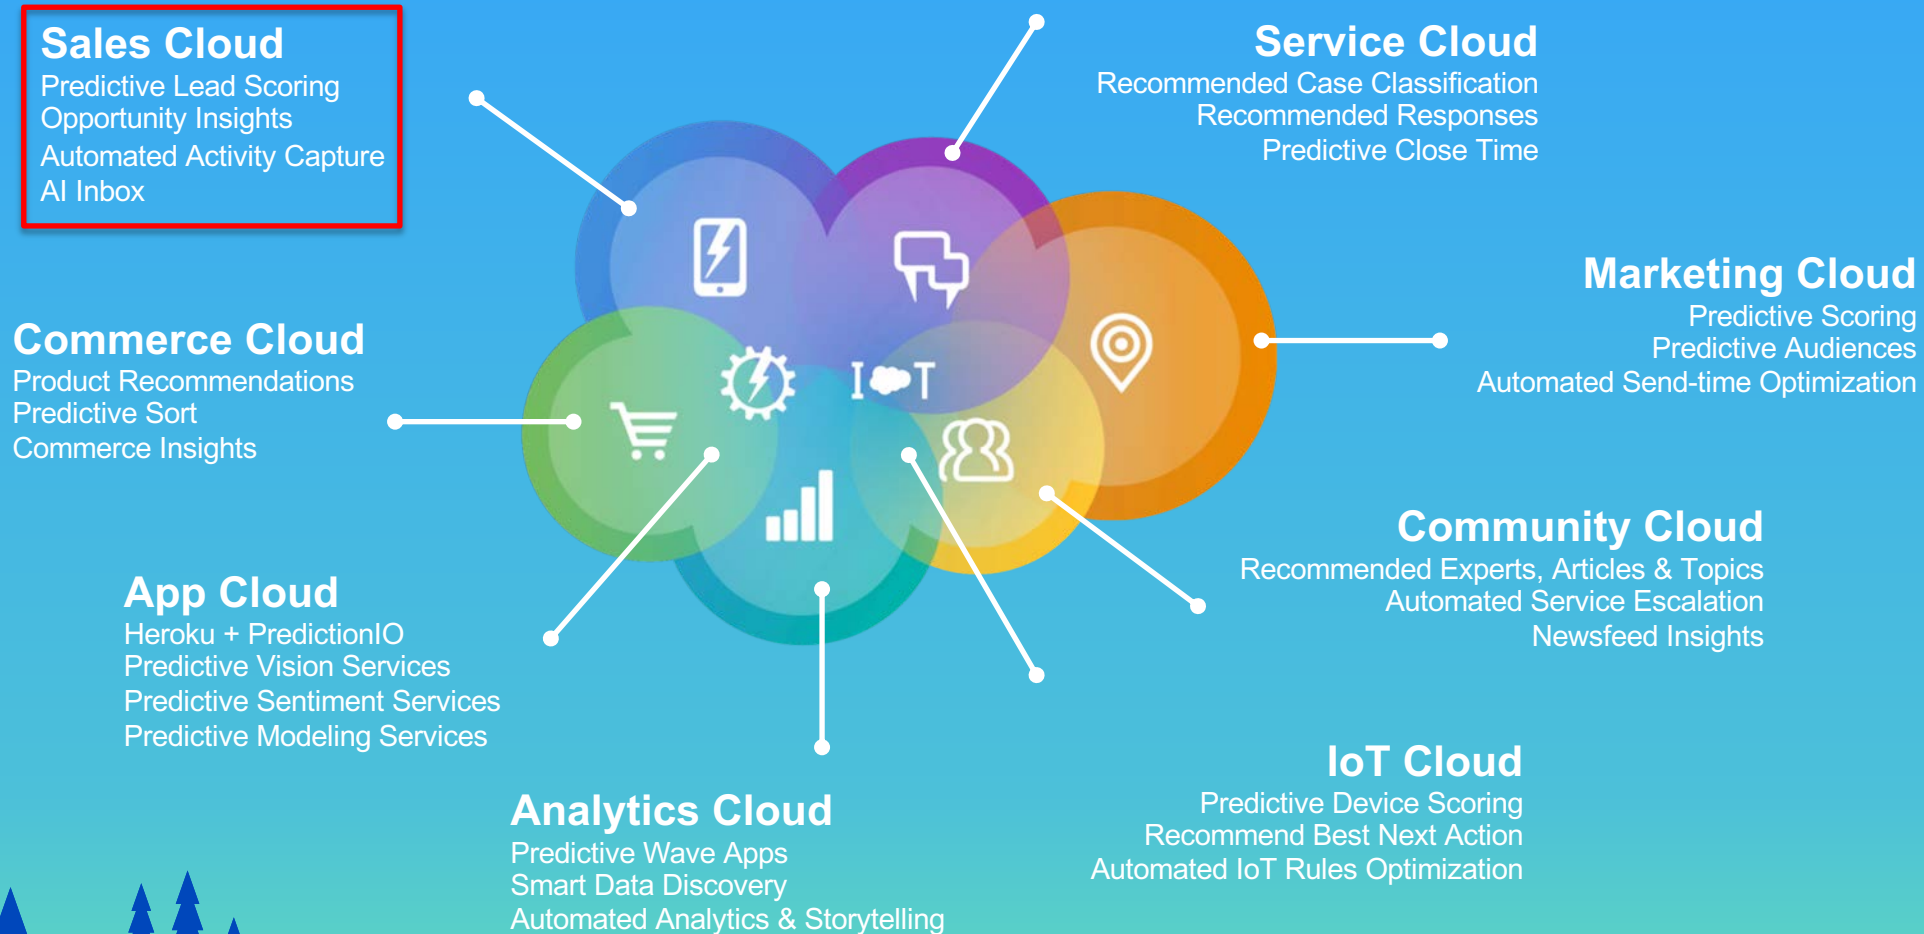 Sales Cloud
Predictive Lead Scoring
Opportunity Insights
Automated Activity Capture
AI Inbox
Service Cloud
Recommended Case Classification
Recommended Responses
Predictive Close Time
Marketing Cloud
Predictive Scoring
Predictive Audiences
Automated Send-time Optimization
Commerce Cloud
Product Recommendations
Predictive Sort
Commerce Insights
I T
Community Cloud
Recommended Experts, Articles & Topics
Automated Service Escalation
Newsfeed Insights
App Cloud
Heroku + PredictionIO
Predictive Vision Services
Predictive Sentiment Services
Predictive Modeling Services
IoT Cloud
Predictive Device Scoring
Recommend Best Next Action
Automated IoT Rules Optimization
Analytics Cloud
Predictive Wave Apps
Smart Data Discovery
Automated Analytics & Storytelling